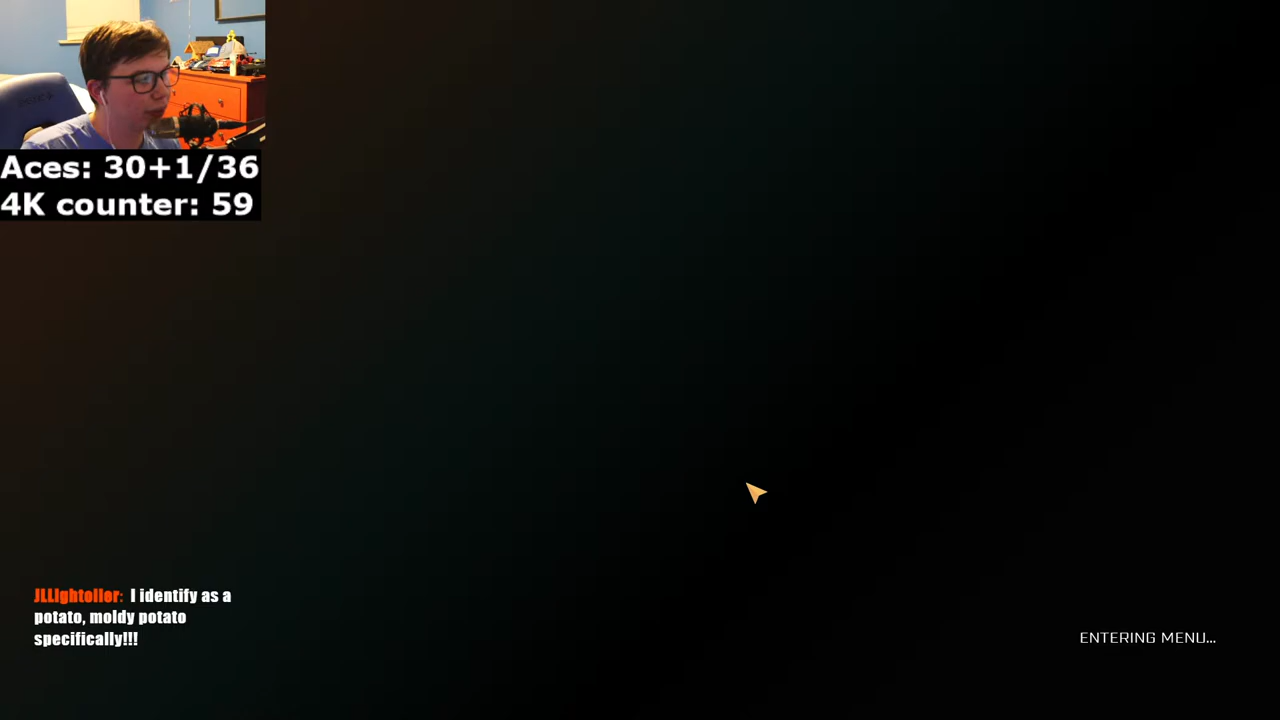 Aces: 30+1/36
4K counter: 59
JLLightoller: I identify as a
potato, moldy potato
specifically!!!
ENTERING MENU...